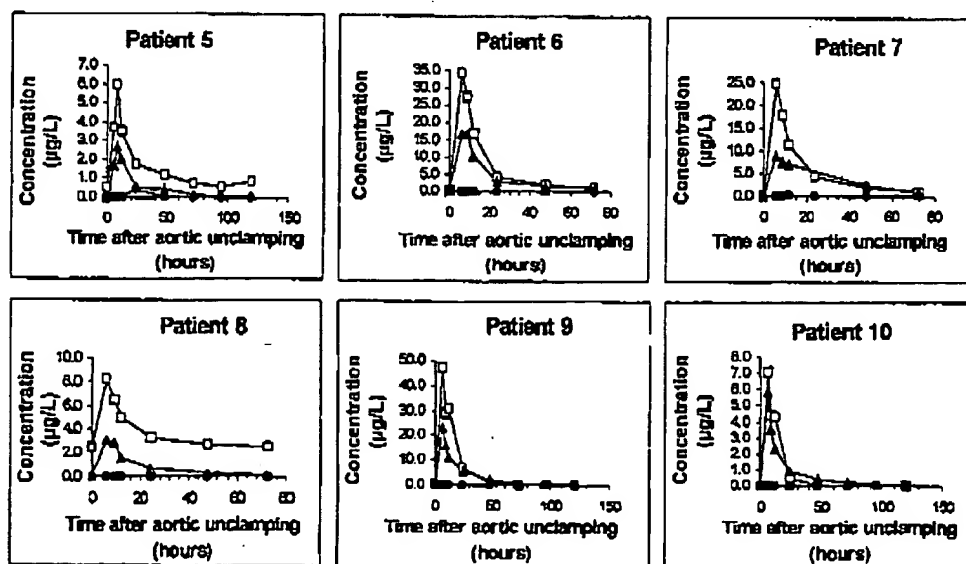 Patient 5
Concentration
(µg/L)
7.0
6.0
5.0
4.0
3.0
2.0
1.0
0.0
0
50
100
150
Time after aortic unclamping
(hours)
Patient 6
Concentration
(µg/L)
35.0
30.0
25.0
20.0
15.0
10.0
5.0
0.0
0
20
40
60
80
Time after aortic unclamping
(hours)
Patient 7
Concentration
(µg/L)
25.0
20.0
15.0
10.0
5.0
0.0
0
20
40
60
80
Time after aortic unclamping
(hours)
Patient 8
Concentration
(µg/L)
10.0
8.0
6.0
4.0
2.0
0.0
0
20
40
60
80
Time after aortic unclamping
(hours)
Patient 9
Concentration
(µg/L)
50.0
40.0
30.0
20.0
10.0
0.0
0
50
100
150
Time after aortic unclamping
(hours)
Patient 10
Concentration
(µg/L)
8.0
7.0
6.0
5.0
4.0
3.0
2.0
1.0
0.0
0
50
100
150
Time after aortic unclamping
(hours)